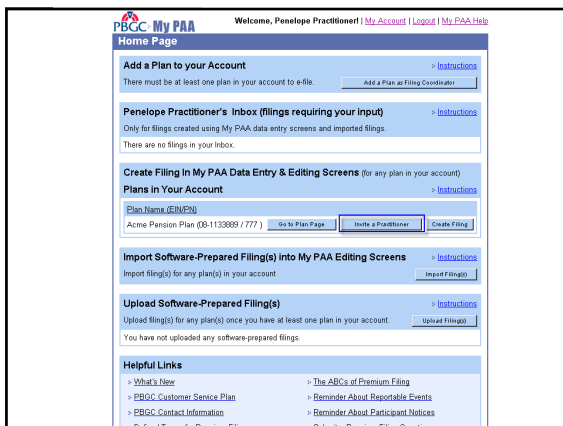 PBGC My PAA
Welcome, Penelope Practitioner! | My Account | Logout | My PAA Help
Home Page
Add a Plan to your Account
> Instructions
There must be at least one plan in your account to e-file.
Add a Plan as Filing Coordinator
Penelope Practitioner's Inbox (filings requiring your input)
> Instructions
Only for filings created using My PAA data entry screens and imported filings.
There are no filings in your Inbox.
Create Filing In My PAA Data Entry & Editing Screens (for any plan in your account)
Plans in Your Account
> Instructions
Plan Name (EIN/PN)
Acme Pension Plan (08-1133889 / 777 )
Go to Plan Page
Invite a Practitioner
Create Filing
Import Software-Prepared Filing(s) into My PAA Editing Screens
> Instructions
Import filing(s) for any plan(s) in your account
Import Filing(s)
Upload Software-Prepared Filing(s)
> Instructions
Upload filing(s) for any plan(s) once you have at least one plan in your account.
Upload Filing(s)
You have not uploaded any software-prepared filings.
Helpful Links
> What's New
> The ABCs of Premium Filing
> PBGC Customer Service Plan
> Reminder About Reportable Events
> PBGC Contact Information
> Reminder About Participant Notices